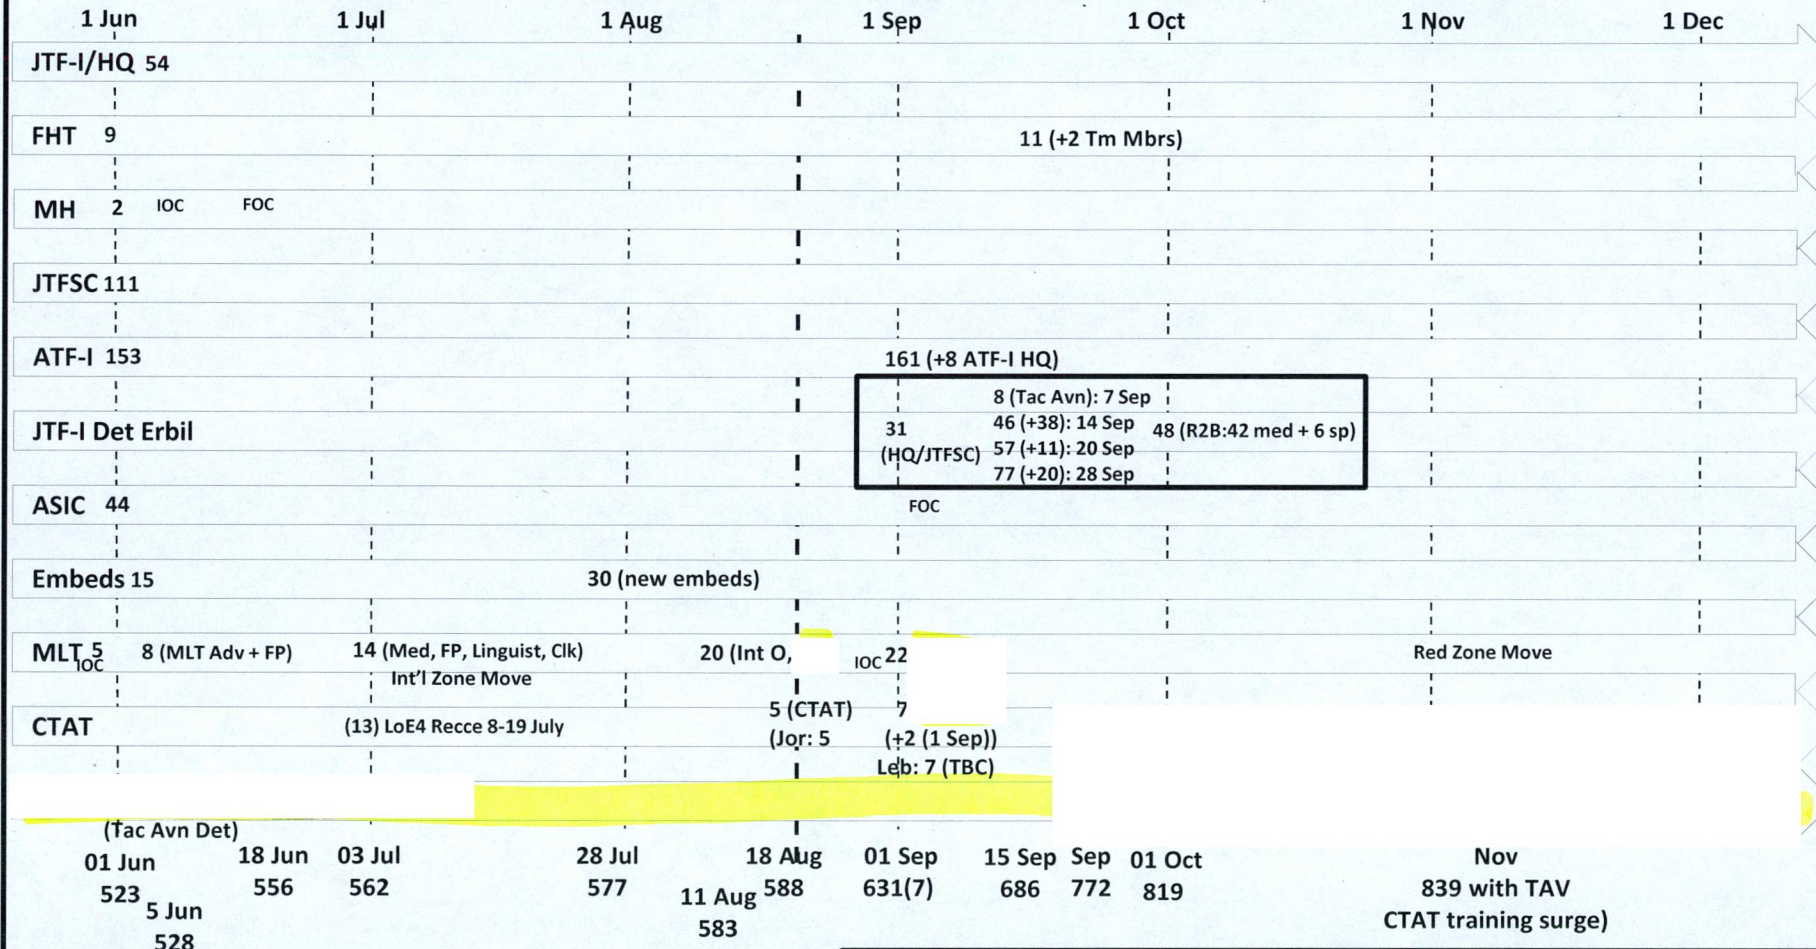 1 Jun 1 Jul 1 Aug 1 Sep 1 Oct 1 Nov 1 Dec
JTF-I/HQ 54
FHT 9 11 (+2 Tm Mbrs)
MH 2 IOC FOC
JTFSC 111
ATF-I 153 161 (+8 ATF-I HQ)
8 (Tac Avn): 7 Sep
JTF-I Det Erbil 31 46 (+38): 14 Sep 48 (R2B:42 med + 6 sp)
(HQ/JTFSC) 57 (+11): 20 Sep
77 (+20): 28 Sep
ASIC 44 FOC
Embeds 15 30 (new embeds)
MLT 5 8 (MLT Adv + FP) 14 (Med, FP, Linguist, Clk) 20 (Int O, IOC 22 Red Zone Move
IOC
Int'l Zone Move
5 (CTAT) 7
CTAT (13) LoE4 Recce 8-19 July (Jor: 5 (+2 (1 Sep))
Leb: 7 (TBC)
(Tac Avn Det)
01 Jun 18 Jun 03 Jul 28 Jul 18 Aug 01 Sep 15 Sep Sep 01 Oct Nov
523 556 562 577 588 631(7) 686 772 819 839 with TAV
5 Jun 11 Aug CTAT training surge)
528 583